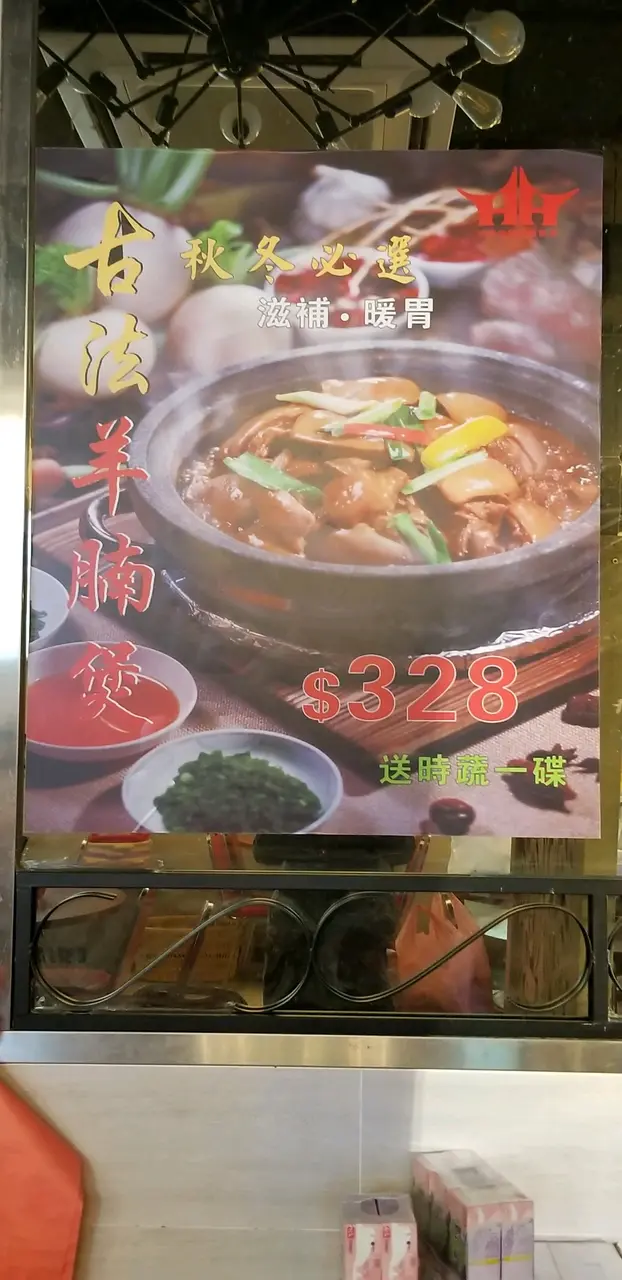 古法羊腩煲
秋冬必選
滋補·暖胃
$328
送時蔬一碟